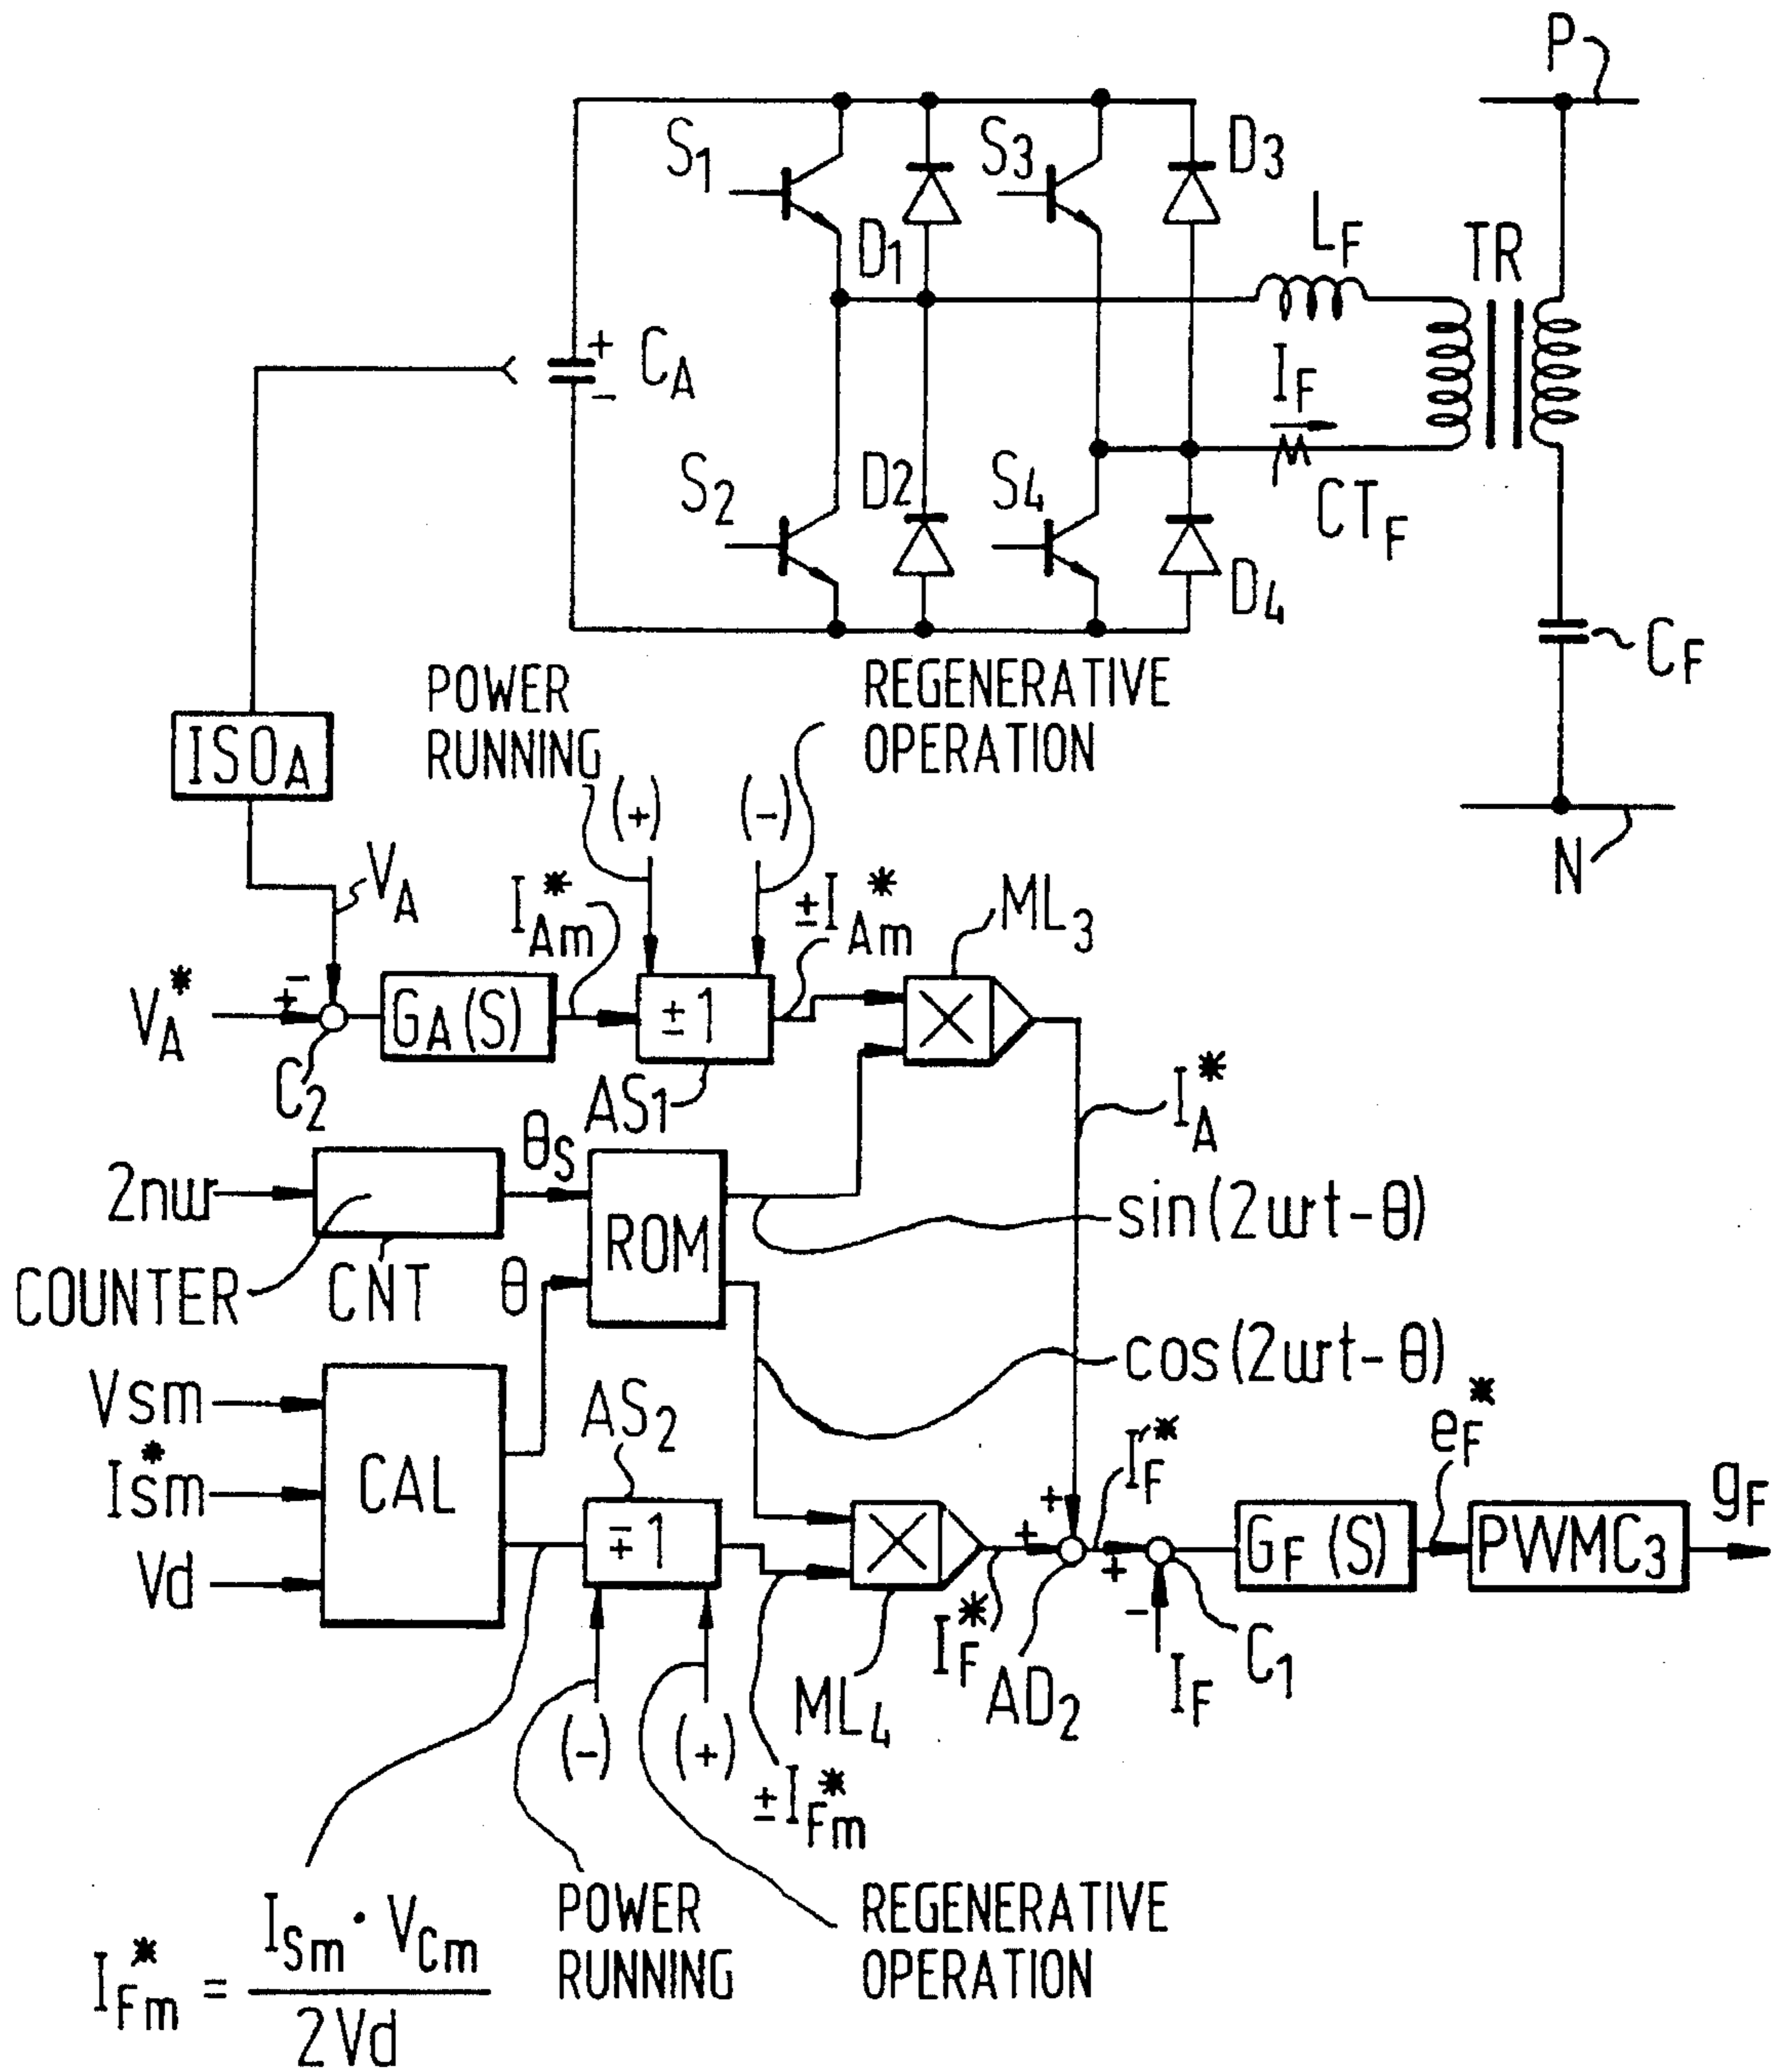 P
S1
S3
D3
D1
LF
TR
+
CA
-
IF
S2
D2
S4
CTF
D4
CF
POWER
RUNNING
REGENERATIVE
OPERATION
ISOA
(+)
(-)
N
VA
I*Am
±I*Am
ML3
V*A
+
-
GA(S)
±1
C2
AS1
I*A
2nωr
θS
ROM
sin(2ωrt-θ)
COUNTER
CNT
θ
cos(2ωrt-θ)
Vsm
I*sm
Vd
CAL
AS2
∓1
I*F
e*F
gF
+
+
+
-
GF(S)
PWMC3
ML4
I*F
AD2
IF
C1
(-)
(+)
±I*Fm
POWER
RUNNING
REGENERATIVE
OPERATION
I*Fm = ISm·VCm / 2Vd